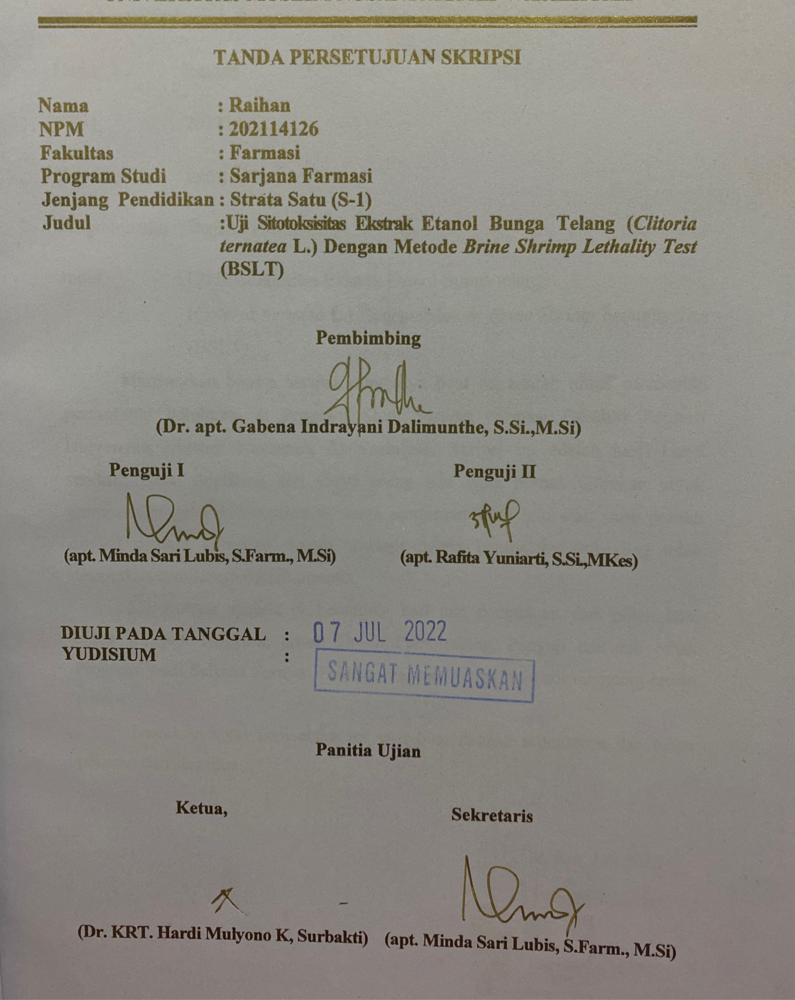 TANDA PERSETUJUAN SKRIPSI
Nama : Raihan
NPM : 202114126
Fakultas : Farmasi
Program Studi : Sarjana Farmasi
Jenjang Pendidikan : Strata Satu (S-1)
Judul :Uji Sitotoksisitas Ekstrak Etanol Bunga Telang (Clitoria
ternatea L.) Dengan Metode Brine Shrimp Lethality Test
(BSLT)
Pembimbing
(Dr. apt. Gabena Indrayani Dalimunthe, S.Si.,M.Si)
Penguji I Penguji II
(apt. Minda Sari Lubis, S.Farm., M.Si) (apt. Rafita Yuniarti, S.Si.,MKes)
DIUJI PADA TANGGAL : 07 JUL 2022
YUDISIUM :
SANGAT MEMUASKAN
Panitia Ujian
Ketua, Sekretaris
(Dr. KRT. Hardi Mulyono K, Surbakti) (apt. Minda Sari Lubis, S.Farm., M.Si)